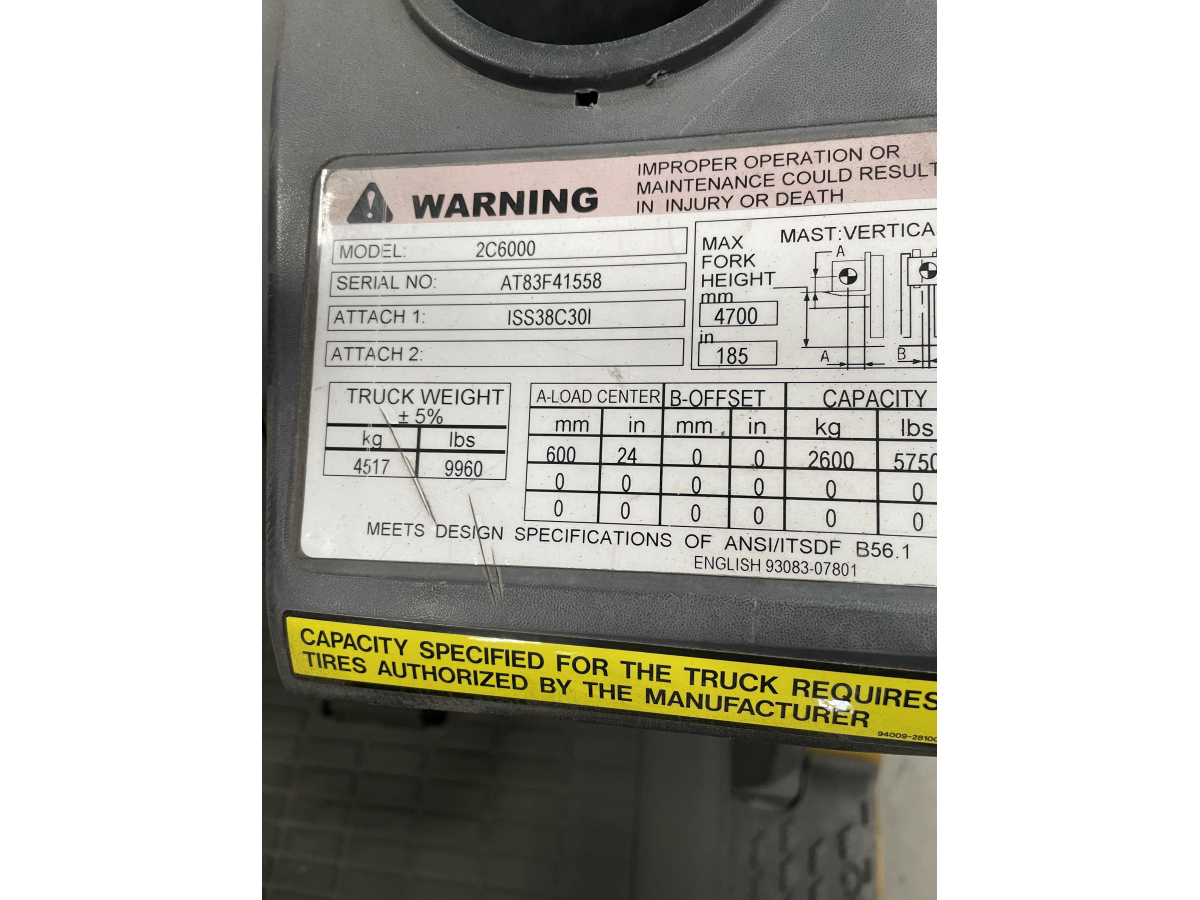 IMPROPER OPERATION OR
MAINTENANCE COULD RESULT
IN INJURY OR DEATH
WARNING
MODEL: 2C6000
SERIAL NO: AT83F41558
ATTACH 1: ISS38C30I
ATTACH 2:
MAX
FORK
HEIGHT
mm
4700
in
185
MAST:VERTICA
A
A B
TRUCK WEIGHT
± 5%
kg lbs
4517 9960
A-LOAD CENTER B-OFFSET CAPACITY
mm in mm in kg lbs
600 24 0 0 2600 5750
0 0 0 0 0 0
0 0 0 0 0 0
MEETS DESIGN SPECIFICATIONS OF ANSI/ITSDF B56.1
ENGLISH 93083-07801
CAPACITY SPECIFIED FOR THE TRUCK REQUIRES
TIRES AUTHORIZED BY THE MANUFACTURER
94009-28100